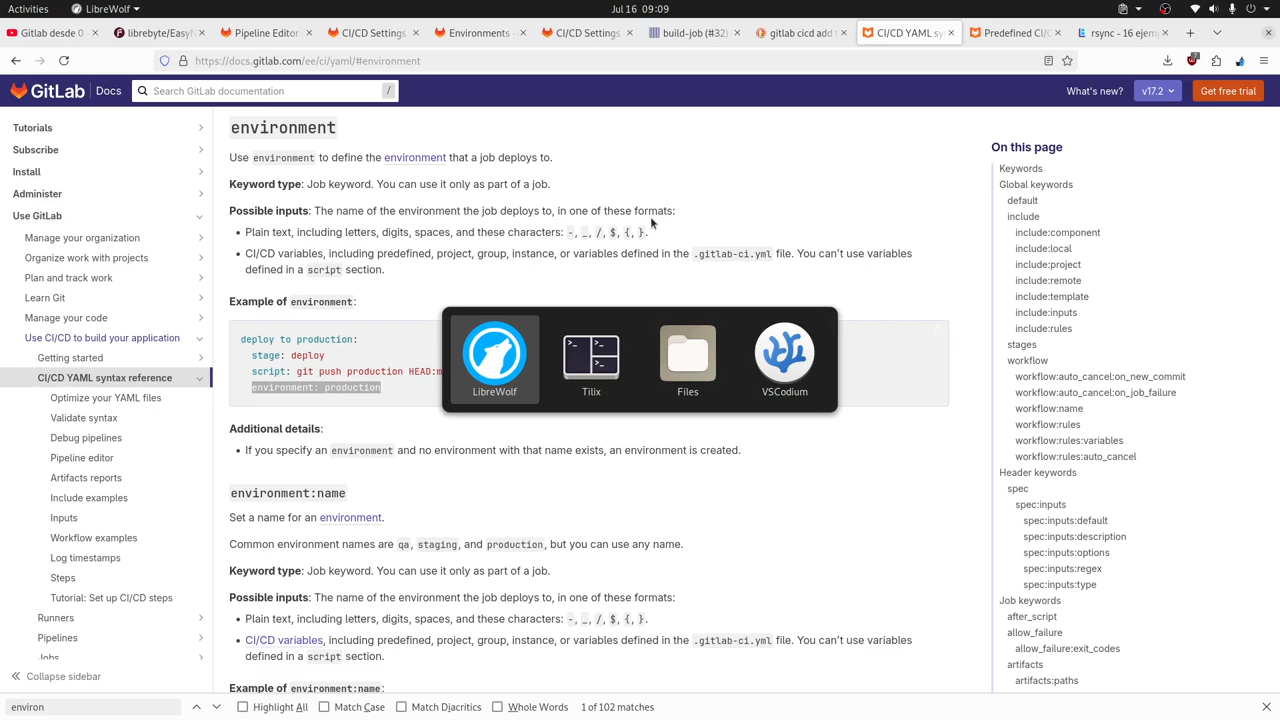 Activities
LibreWolf
Jul 16 09:09
Gitlab desde 0
librebyte/EasyN
Pipeline Editor
CI/CD Settings
Environments
CI/CD Settings
build-job (#32)
gitlab cicd add t
CI/CD YAML sy
Predefined CI/C
rsync - 16 ejem
https://docs.gitlab.com/ee/ci/yaml/#environment
7
GitLab Docs
Search GitLab documentation
/
What's new?
v17.2
Get free trial
Tutorials
Subscribe
Install
Administer
Use GitLab
Manage your organization
Organize work with projects
Plan and track work
Learn Git
Manage your code
Use CI/CD to build your application
Getting started
CI/CD YAML syntax reference
Optimize your YAML files
Validate syntax
Debug pipelines
Pipeline editor
Artifacts reports
Include examples
Inputs
Workflow examples
Log timestamps
Steps
Tutorial: Set up CI/CD steps
Runners
Pipelines
Jobs
Collapse sidebar
environment
Use environment to define the environment that a job deploys to.
Keyword type: Job keyword. You can use it only as part of a job.
Possible inputs: The name of the environment the job deploys to, in one of these formats:
• Plain text, including letters, digits, spaces, and these characters: -, _, /, $, {, }.
• CI/CD variables, including predefined, project, group, instance, or variables defined in the .gitlab-ci.yml file. You can't use variables
defined in a script section.
Example of environment:
deploy to production:
stage: deploy
script: git push production HEAD:m
environment: production
LibreWolf
Tilix
Files
VSCodium
Additional details:
• If you specify an environment and no environment with that name exists, an environment is created.
environment:name
Set a name for an environment.
Common environment names are qa, staging, and production, but you can use any name.
Keyword type: Job keyword. You can use it only as part of a job.
Possible inputs: The name of the environment the job deploys to, in one of these formats:
• Plain text, including letters, digits, spaces, and these characters: -, _, /, $, {, }.
• CI/CD variables, including predefined, project, group, instance, or variables defined in the .gitlab-ci.yml file. You can't use variables
defined in a script section.
Example of environment:name:
On this page
Keywords
Global keywords
default
include
include:component
include:local
include:project
include:remote
include:template
include:inputs
include:rules
stages
workflow
workflow:auto_cancel:on_new_commit
workflow:auto_cancel:on_job_failure
workflow:name
workflow:rules
workflow:rules:variables
workflow:rules:auto_cancel
Header keywords
spec
spec:inputs
spec:inputs:default
spec:inputs:description
spec:inputs:options
spec:inputs:regex
spec:inputs:type
Job keywords
after_script
allow_failure
allow_failure:exit_codes
artifacts
artifacts:paths
environ
Highlight All
Match Case
Match Diacritics
Whole Words
1 of 102 matches